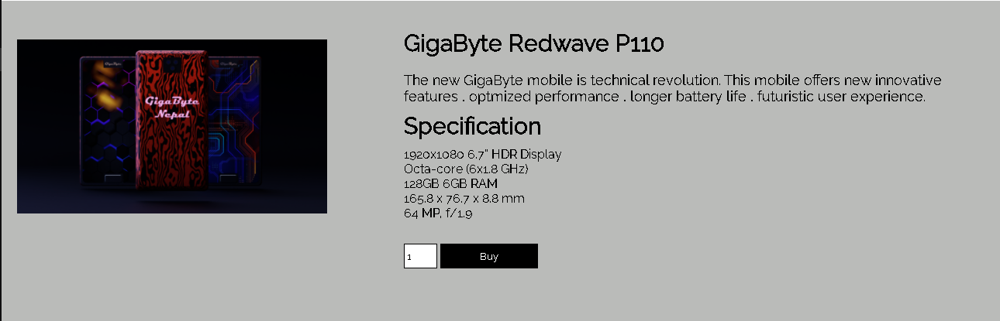 GigaByte Redwave P110
GigaByte
Nepal
The new GigaByte mobile is technical revolution. This mobile offers new innovative
features . optmized performance . longer battery life . futuristic user experience.
Specification
1920x1080 6.7" HDR Display
Octa-core (6x1.8 GHz)
128GB 6GB RAM
165.8 x 76.7 x 8.8 mm
64 MP, f/1.9
1 Buy